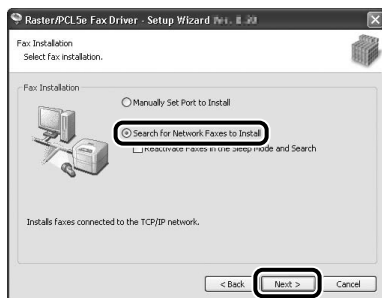 Raster/PCL5e Fax Driver - Setup Wizard
Fax Installation
Select fax installation.
Fax Installation
Manually Set Port to Install
Search for Network Faxes to Install
Reactivate Faxes in the Sleep Mode and Search
Installs faxes connected to the TCP/IP network.
< Back
Next >
Cancel